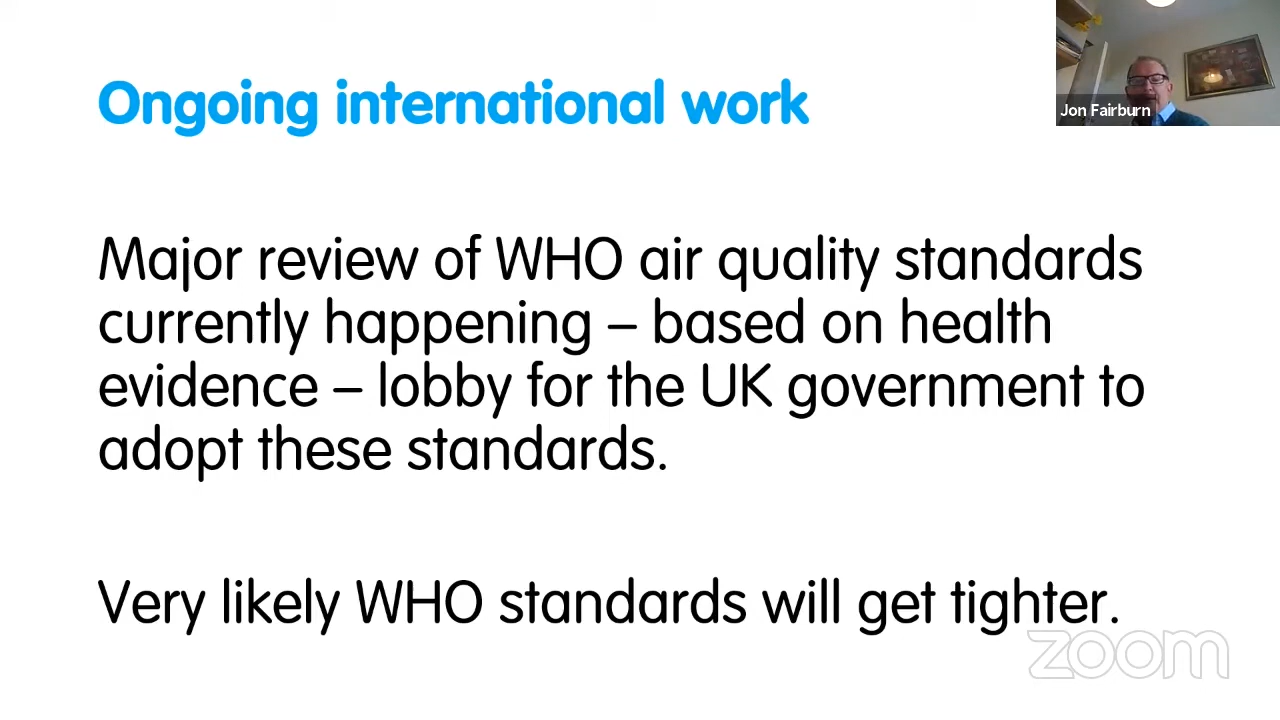 Ongoing international work
Jon Fairburn
Major review of WHO air quality standards
currently happening – based on health
evidence – lobby for the UK government to
adopt these standards.
Very likely WHO standards will get tighter.
zoom